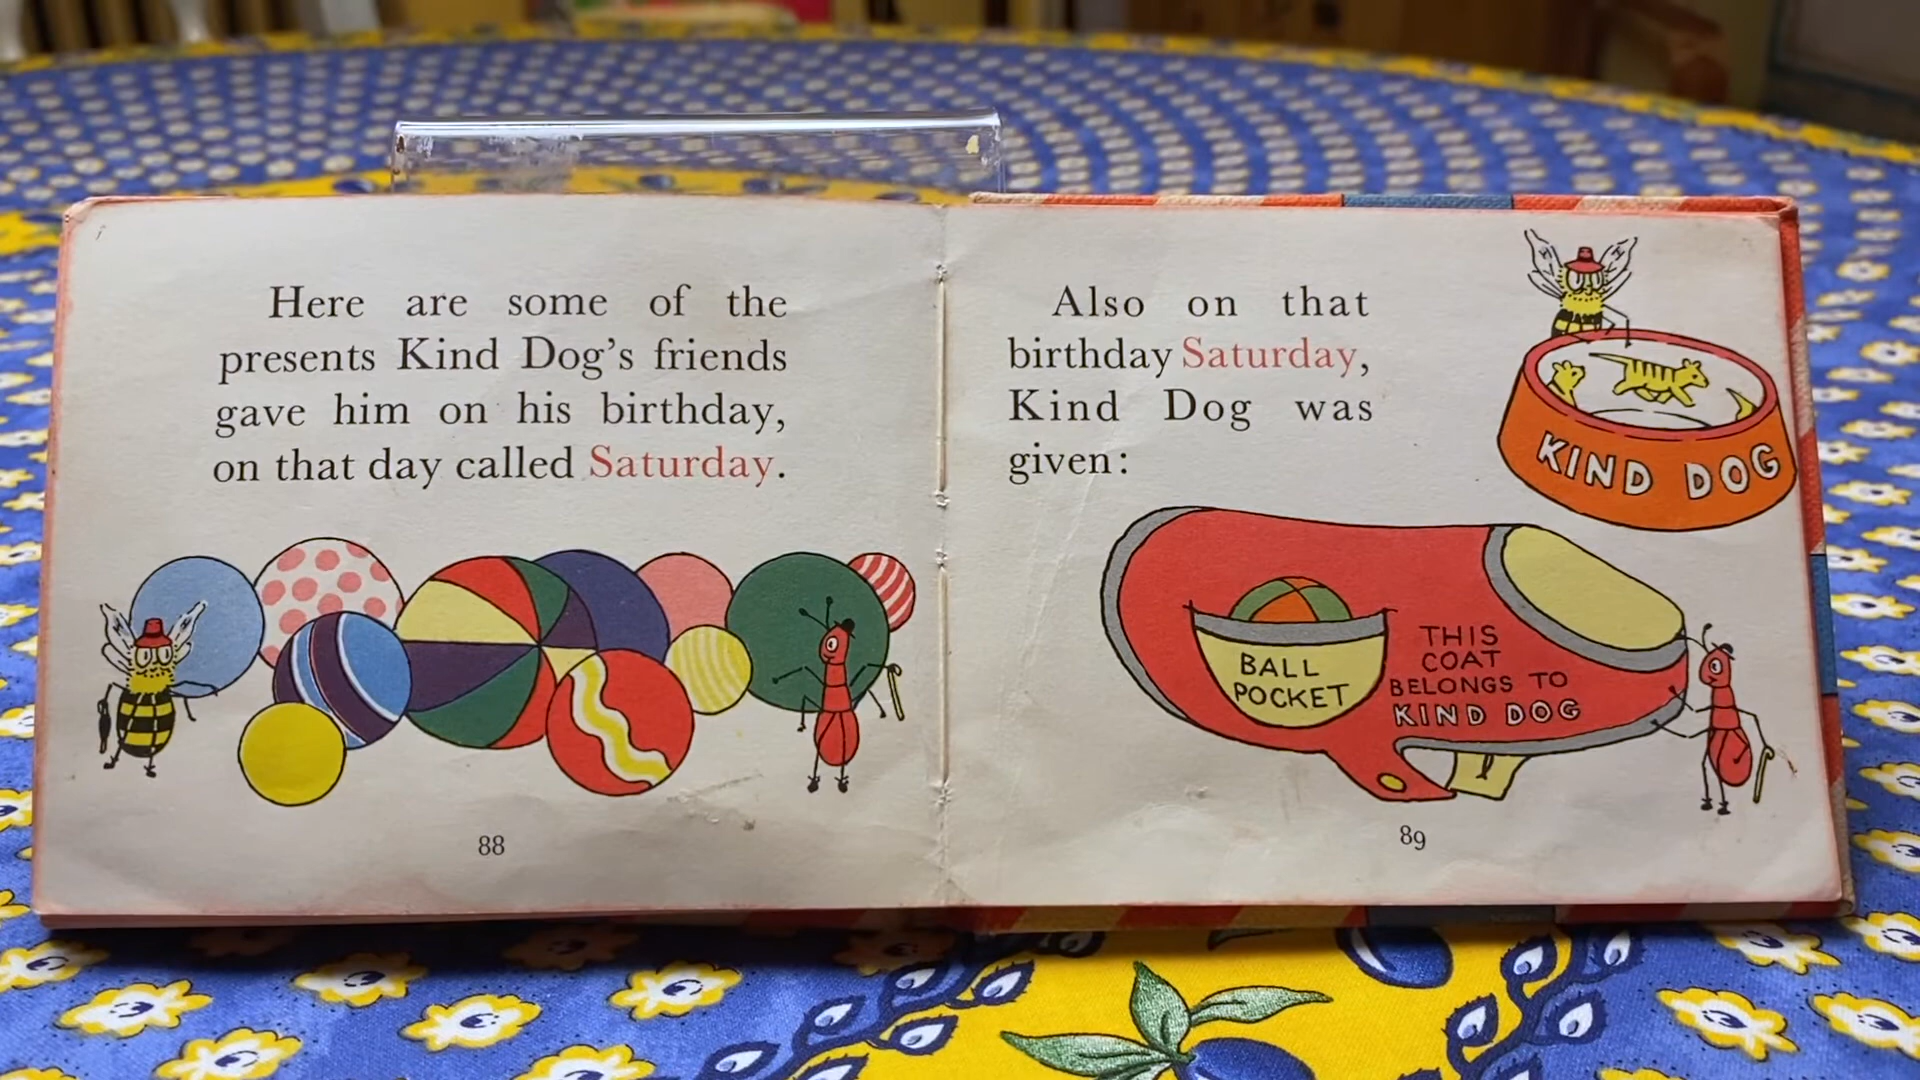 Here are some of the
presents Kind Dog’s friends
gave him on his birthday,
on that day called Saturday.
88
Also on that
birthday Saturday,
Kind Dog was
given:
KIND DOG
BALL
POCKET
THIS
COAT
BELONGS TO
KIND DOG
89